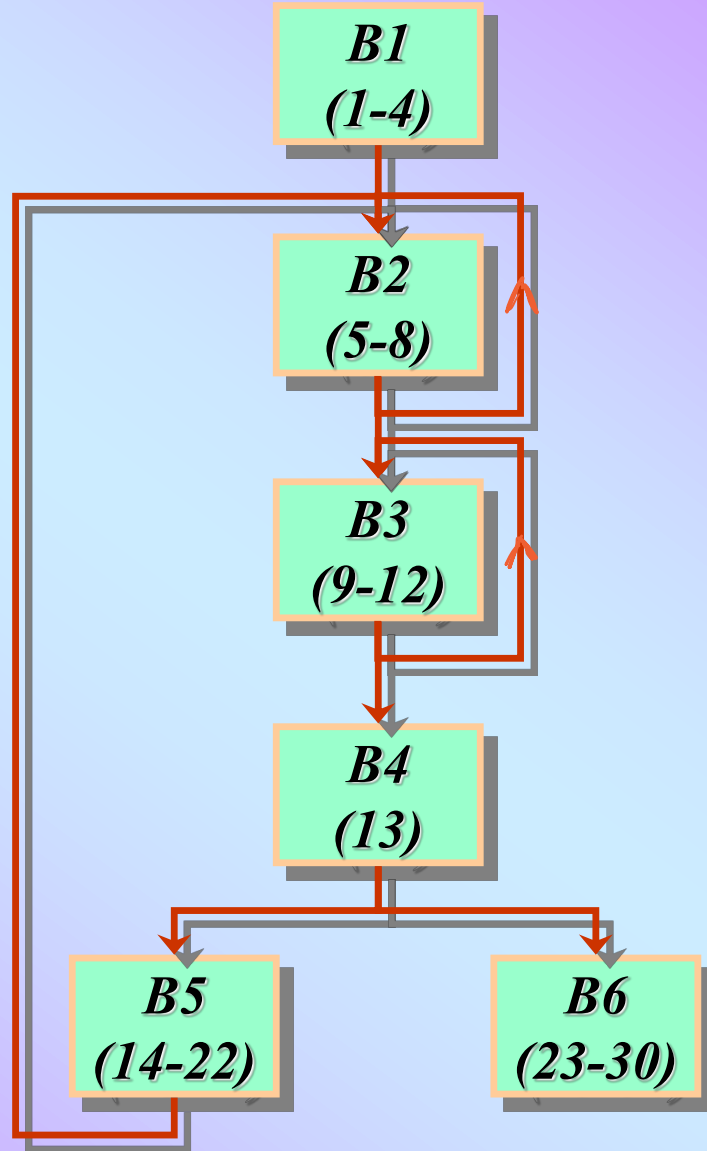 B1
(1-4)
B2
(5-8)
B3
(9-12)
B4
(13)
B5
(14-22)
B6
(23-30)